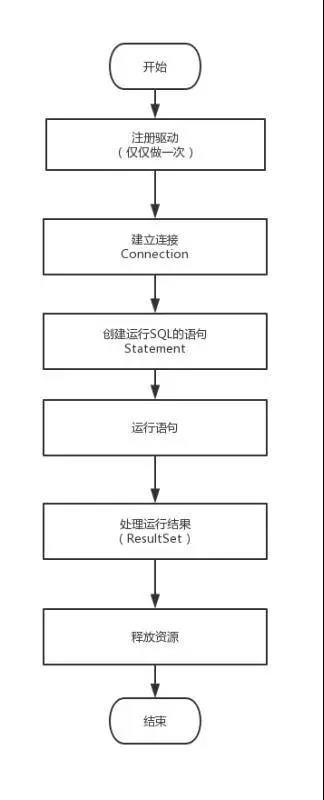 开始
注册驱动
（仅仅做一次）
建立连接
Connection
创建运行SQL的语句
Statement
运行语句
处理运行结果
（ResultSet）
释放资源
结束